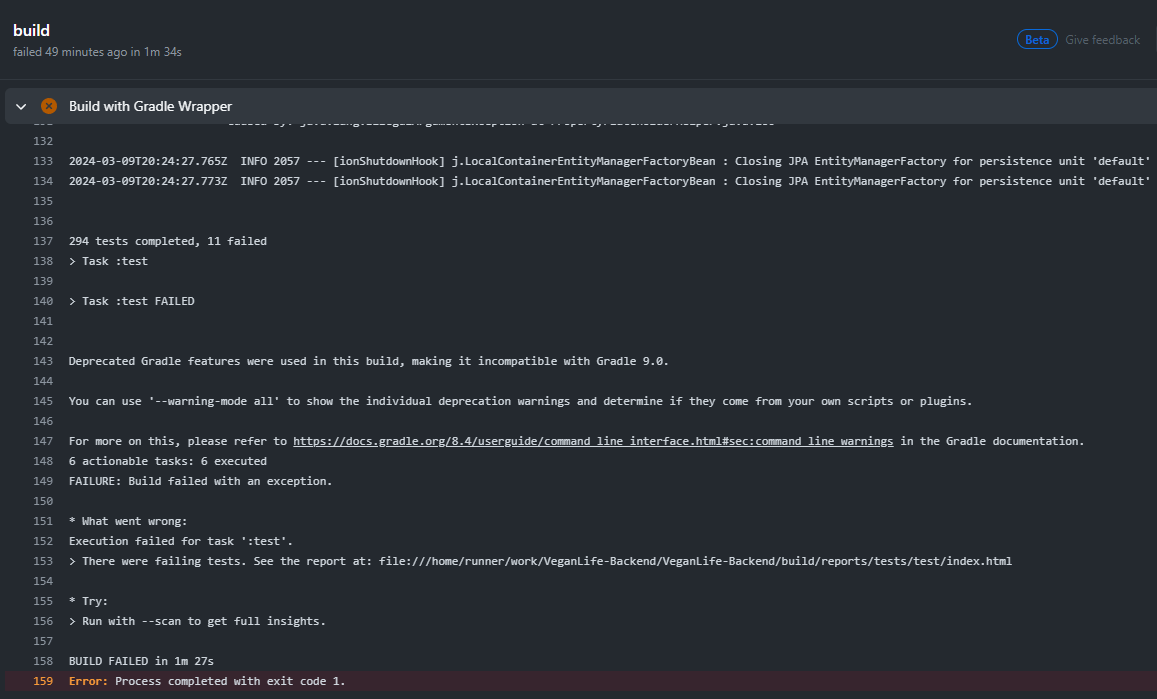 build
failed 49 minutes ago in 1m 34s
Beta Give feedback
Build with Gradle Wrapper
132
133 2024-03-09T20:24:27.765Z  INFO 2057 --- [ionShutdownHook] j.LocalContainerEntityManagerFactoryBean : Closing JPA EntityManagerFactory for persistence unit 'default'
134 2024-03-09T20:24:27.773Z  INFO 2057 --- [ionShutdownHook] j.LocalContainerEntityManagerFactoryBean : Closing JPA EntityManagerFactory for persistence unit 'default'
135
136
137 294 tests completed, 11 failed
138 > Task :test
139
140 > Task :test FAILED
141
142
143 Deprecated Gradle features were used in this build, making it incompatible with Gradle 9.0.
144
145 You can use '--warning-mode all' to show the individual deprecation warnings and determine if they come from your own scripts or plugins.
146
147 For more on this, please refer to https://docs.gradle.org/8.4/userguide/command_line_interface.html#sec:command_line_warnings in the Gradle documentation.
148 6 actionable tasks: 6 executed
149 FAILURE: Build failed with an exception.
150
151 * What went wrong:
152 Execution failed for task ':test'.
153 > There were failing tests. See the report at: file:///home/runner/work/VeganLife-Backend/VeganLife-Backend/build/reports/tests/test/index.html
154
155 * Try:
156 > Run with --scan to get full insights.
157
158 BUILD FAILED in 1m 27s
159 Error: Process completed with exit code 1.